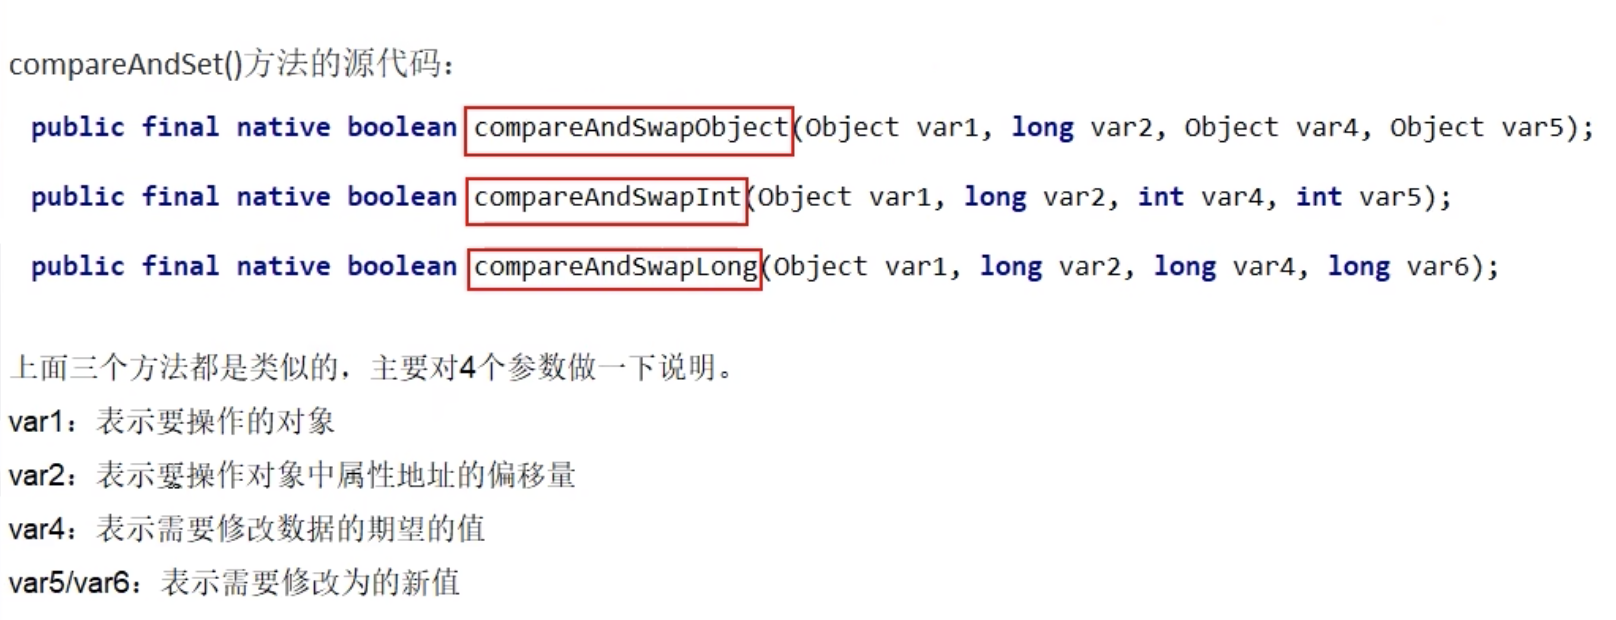 compareAndSet()方法的源代码：
public final native boolean compareAndSwapObject(Object var1, long var2, Object var4, Object var5);
public final native boolean compareAndSwapInt(Object var1, long var2, int var4, int var5);
public final native boolean compareAndSwapLong(Object var1, long var2, long var4, long var6);
上面三个方法都是类似的，主要对4个参数做一下说明。
var1：表示要操作的对象
var2：表示要操作对象中属性地址的偏移量
var4：表示需要修改数据的期望的值
var5/var6：表示需要修改为的新值